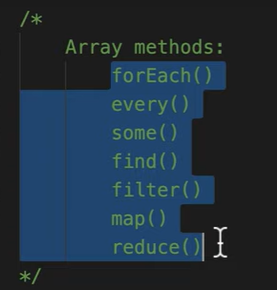 /*
Array methods:
forEach()
every()
some()
find()
filter()
map()
reduce()
*/